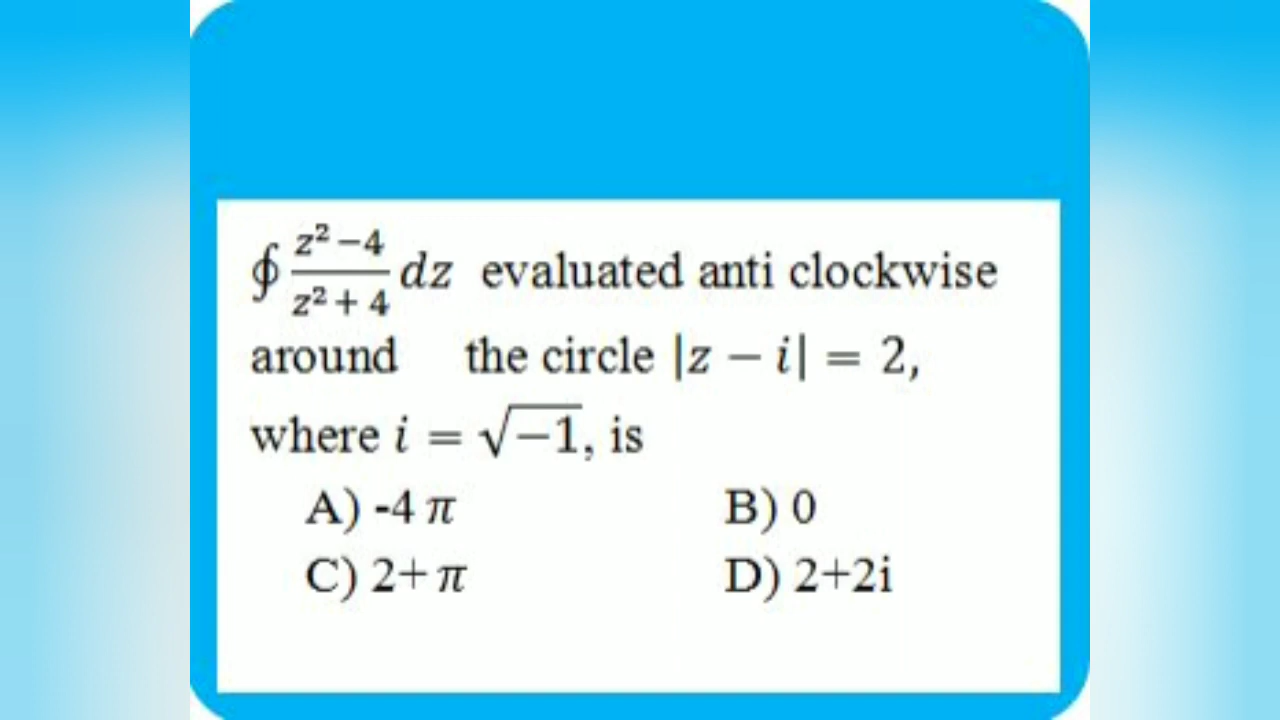 ∮ z² −4 / z² + 4 dz evaluated anti clockwise
around the circle |z − i| = 2,
where i = √−1, is
A) -4 π B) 0
C) 2+ π D) 2+2i